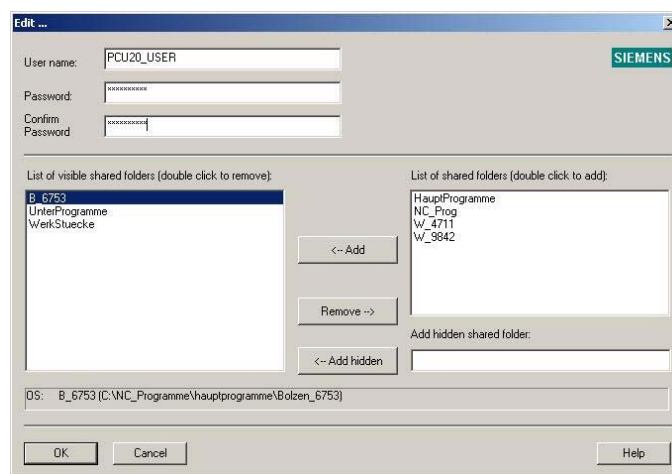 Edit ...
SIEMENS
User name:
PCU20_USER
Password:
xxxxxxxxxx
Confirm
Password
xxxxxxxxxx
List of visible shared folders (double click to remove):
B_6753
UnterProgramme
WerkStuecke
<-- Add
Remove -->
<-- Add hidden
List of shared folders (double click to add):
HauptProgramme
NC_Prog
W_4711
W_9842
Add hidden shared folder:
OS: B_6753 (C:\NC_Programme\hauptprogramme\Bolzen_6753)
OK
Cancel
Help